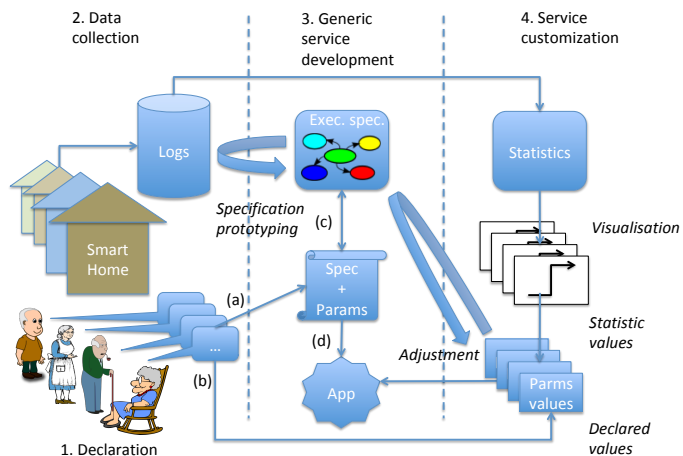 2. Data
collection
3. Generic
service
development
4. Service
customization
Logs
Exec. spec.
Statistics
Smart
Home
Specification
prototyping
(c)
Visualisation
Spec
+
Params
(a)
...
(b)
(d)
Statistic
values
Adjustment
App
Parms
values
1. Declaration
Declared
values